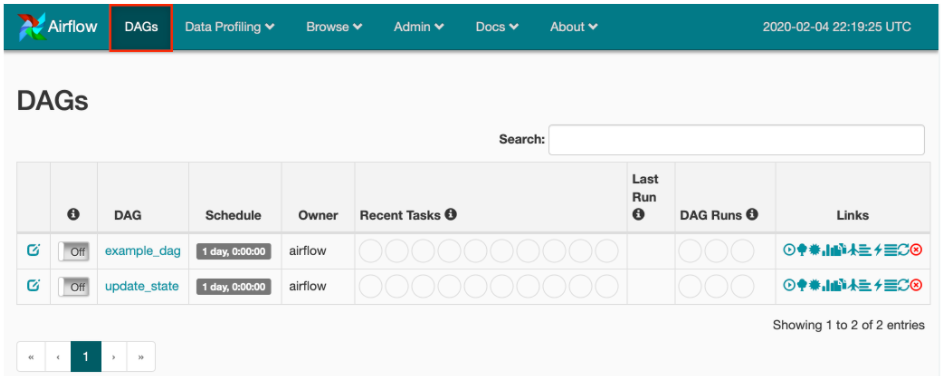 Airflow DAGs Data Profiling Browse Admin Docs About 2020-02-04 22:19:25 UTC
DAGs
Search:
DAG Schedule Owner Recent Tasks Last Run DAG Runs Links
Off example_dag 1 day, 0:00:00 airflow
Off update_state 1 day, 0:00:00 airflow
Showing 1 to 2 of 2 entries
« ‹ 1 › »